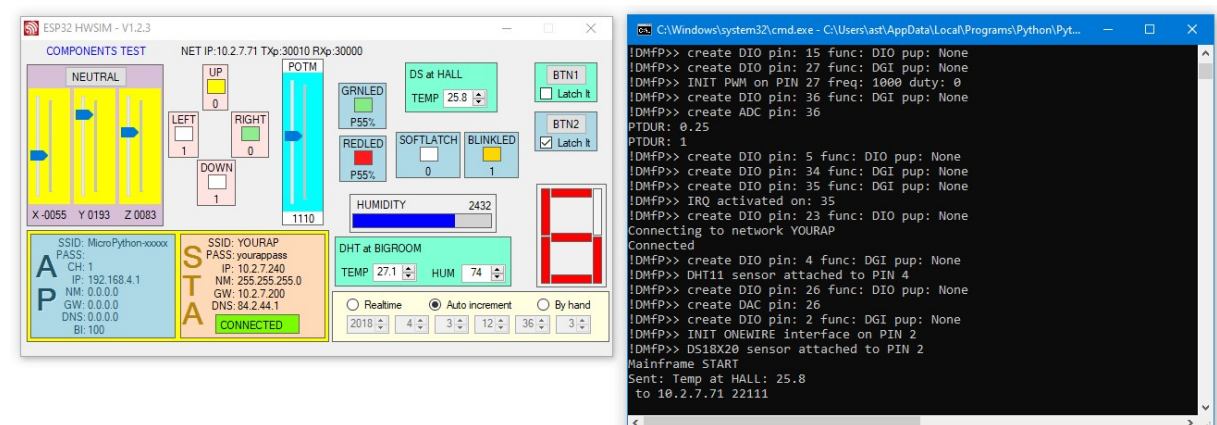 ESP32 HWSIM - V1.2.3
COMPONENTS TEST
NET IP:10.2.7.71 TXp:30010 RXp:30000
NEUTRAL
X -0055 Y 0193 Z 0083
UP
0
LEFT
1
RIGHT
0
DOWN
1
POTM
1110
GRNLED
P55%
REDLED
P55%
DS at HALL
TEMP 25.8
SOFTLATCH
0
BLINKLED
1
BTN1
Latch It
BTN2
Latch It
HUMIDITY 2432
DHT at BIGROOM
TEMP 27.1 HUM 74
Realtime Auto increment By hand
2018 4 3 12 36 3
AP
SSID: MicroPython-xxxxx
PASS:
CH: 1
IP: 192.168.4.1
NM: 0.0.0.0
GW: 0.0.0.0
DNS: 0.0.0.0
BI: 100
STA
SSID: YOURAP
PASS: yourappass
IP: 10.2.7.240
NM: 255.255.255.0
GW: 10.2.7.200
DNS: 84.2.44.1
CONNECTED
C:\Windows\system32\cmd.exe - C:\Users\ast\AppData\Local\Programs\Python\Pyt...
!DMfP>> create DIO pin: 15 func: DIO pup: None
!DMfP>> create DIO pin: 27 func: DGI pup: None
!DMfP>> INIT PWM on PIN 27 freq: 1000 duty: 0
!DMfP>> create DIO pin: 36 func: DGI pup: None
!DMfP>> create ADC pin: 36
PTDUR: 0.25
PTDUR: 1
!DMfP>> create DIO pin: 5 func: DIO pup: None
!DMfP>> create DIO pin: 34 func: DGI pup: None
!DMfP>> create DIO pin: 35 func: DGI pup: None
!DMfP>> IRQ activated on: 35
!DMfP>> create DIO pin: 23 func: DIO pup: None
Connecting to network YOURAP
Connected
!DMfP>> create DIO pin: 4 func: DGI pup: None
!DMfP>> DHT11 sensor attached to PIN 4
!DMfP>> create DIO pin: 26 func: DIO pup: None
!DMfP>> create DAC pin: 26
!DMfP>> create DIO pin: 2 func: DGI pup: None
!DMfP>> INIT ONEWIRE interface on PIN 2
!DMfP>> DS18X20 sensor attached to PIN 2
Mainframe START
Sent: Temp at HALL: 25.8
to 10.2.7.71 22111